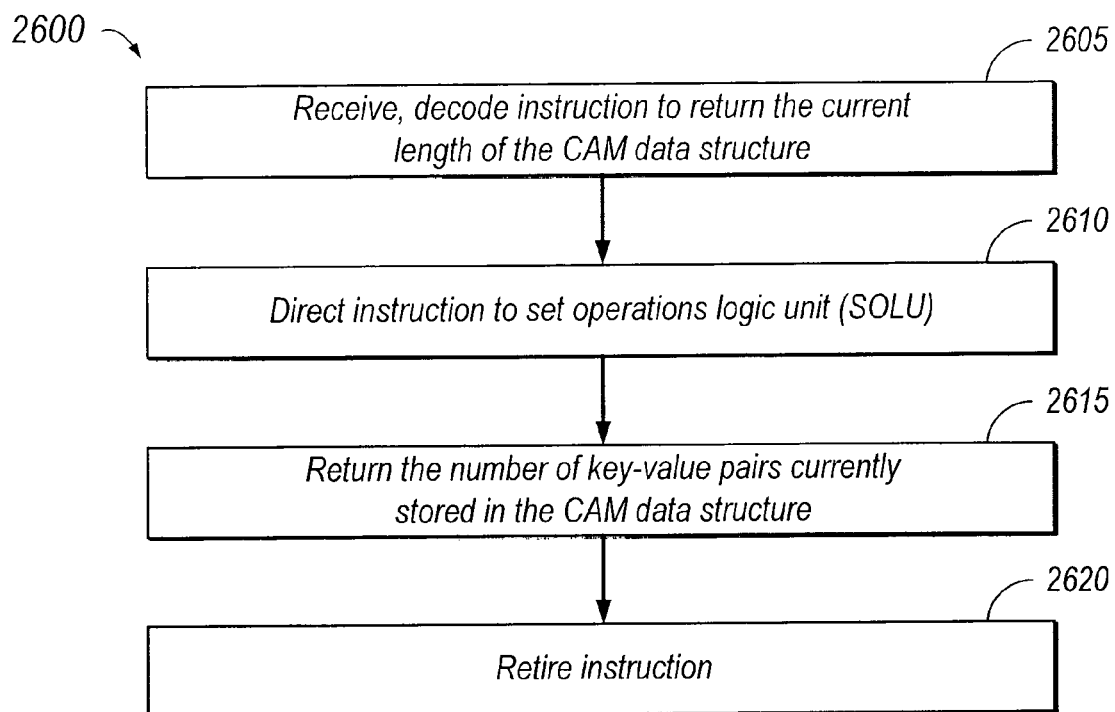 2600
2605
Receive, decode instruction to return the current
length of the CAM data structure
2610
Direct instruction to set operations logic unit (SOLU)
2615
Return the number of key-value pairs currently
stored in the CAM data structure
2620
Retire instruction